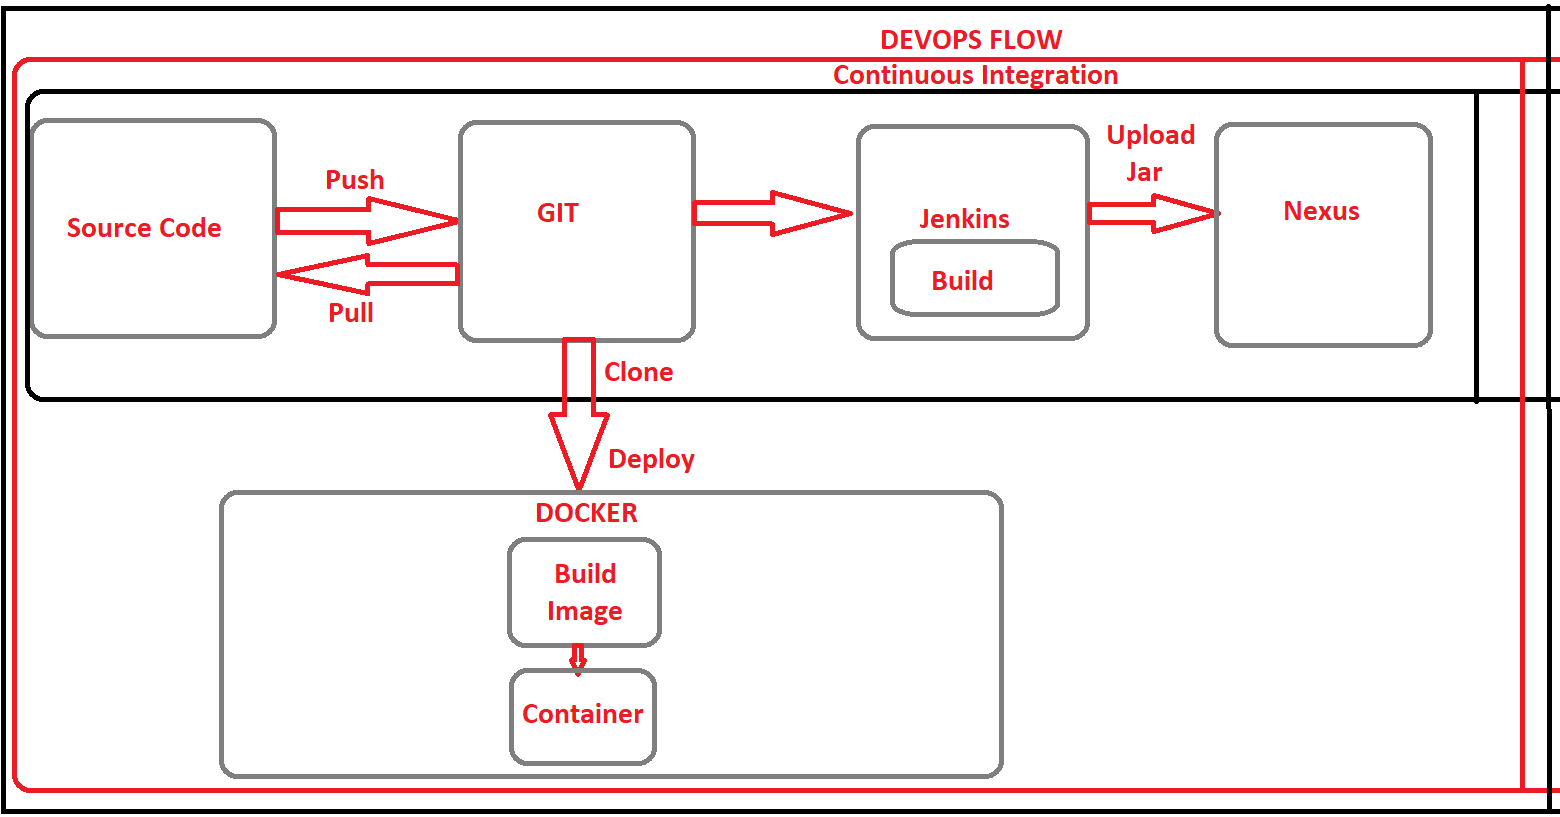 DEVOPS FLOW
Continuous Integration
Source Code
Push
Pull
GIT
Jenkins
Build
Upload
Jar
Nexus
Clone
Deploy
DOCKER
Build
Image
Container